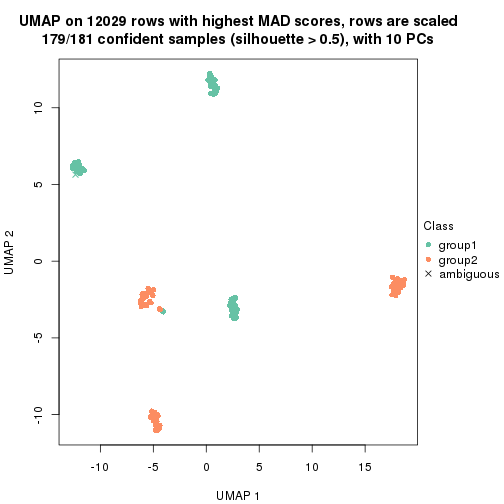 UMAP on 12029 rows with highest MAD scores, rows are scaled
179/181 confident samples (silhouette > 0.5), with 10 PCs
10
5
0
-5
-10
UMAP 2
-10
-5
0
5
10
15
UMAP 1
Class
group1
group2
ambiguous